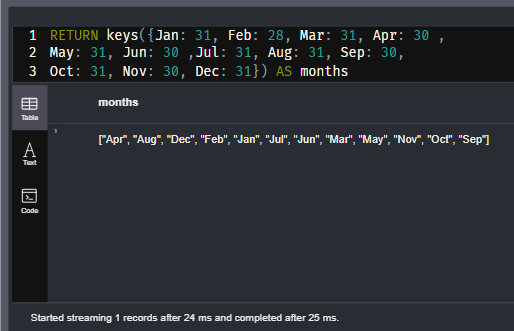 1 RETURN keys({Jan: 31, Feb: 28, Mar: 31, Apr: 30 ,
2 May: 31, Jun: 30 ,Jul: 31, Aug: 31, Sep: 30,
3 Oct: 31, Nov: 30, Dec: 31}) AS months
Table
months
1
["Apr", "Aug", "Dec", "Feb", "Jan", "Jul", "Jun", "Mar", "May", "Nov", "Oct", "Sep"]
Text
Code
Started streaming 1 records after 24 ms and completed after 25 ms.